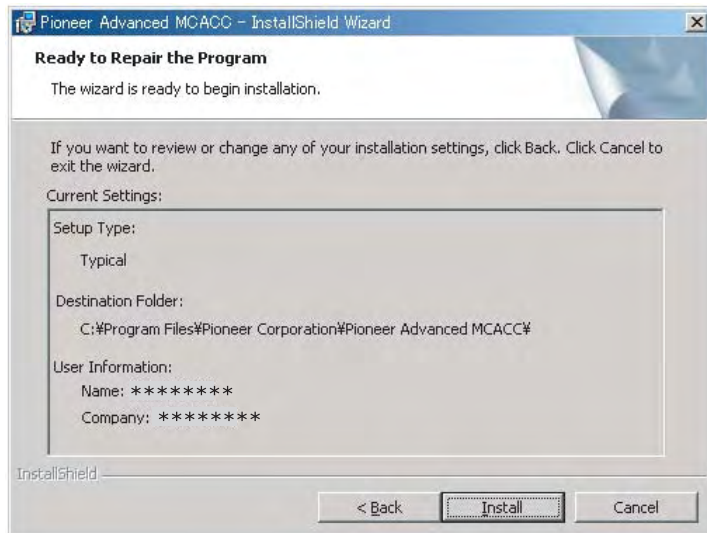 Pioneer Advanced MCACC - InstallShield Wizard
Ready to Repair the Program
The wizard is ready to begin installation.
If you want to review or change any of your installation settings, click Back. Click Cancel to
exit the wizard.
Current Settings:
Setup Type:
Typical
Destination Folder:
C:¥Program Files¥Pioneer Corporation¥Pioneer Advanced MCACC¥
User Information:
Name: ********
Company: ********
InstallShield
< Back
Install
Cancel